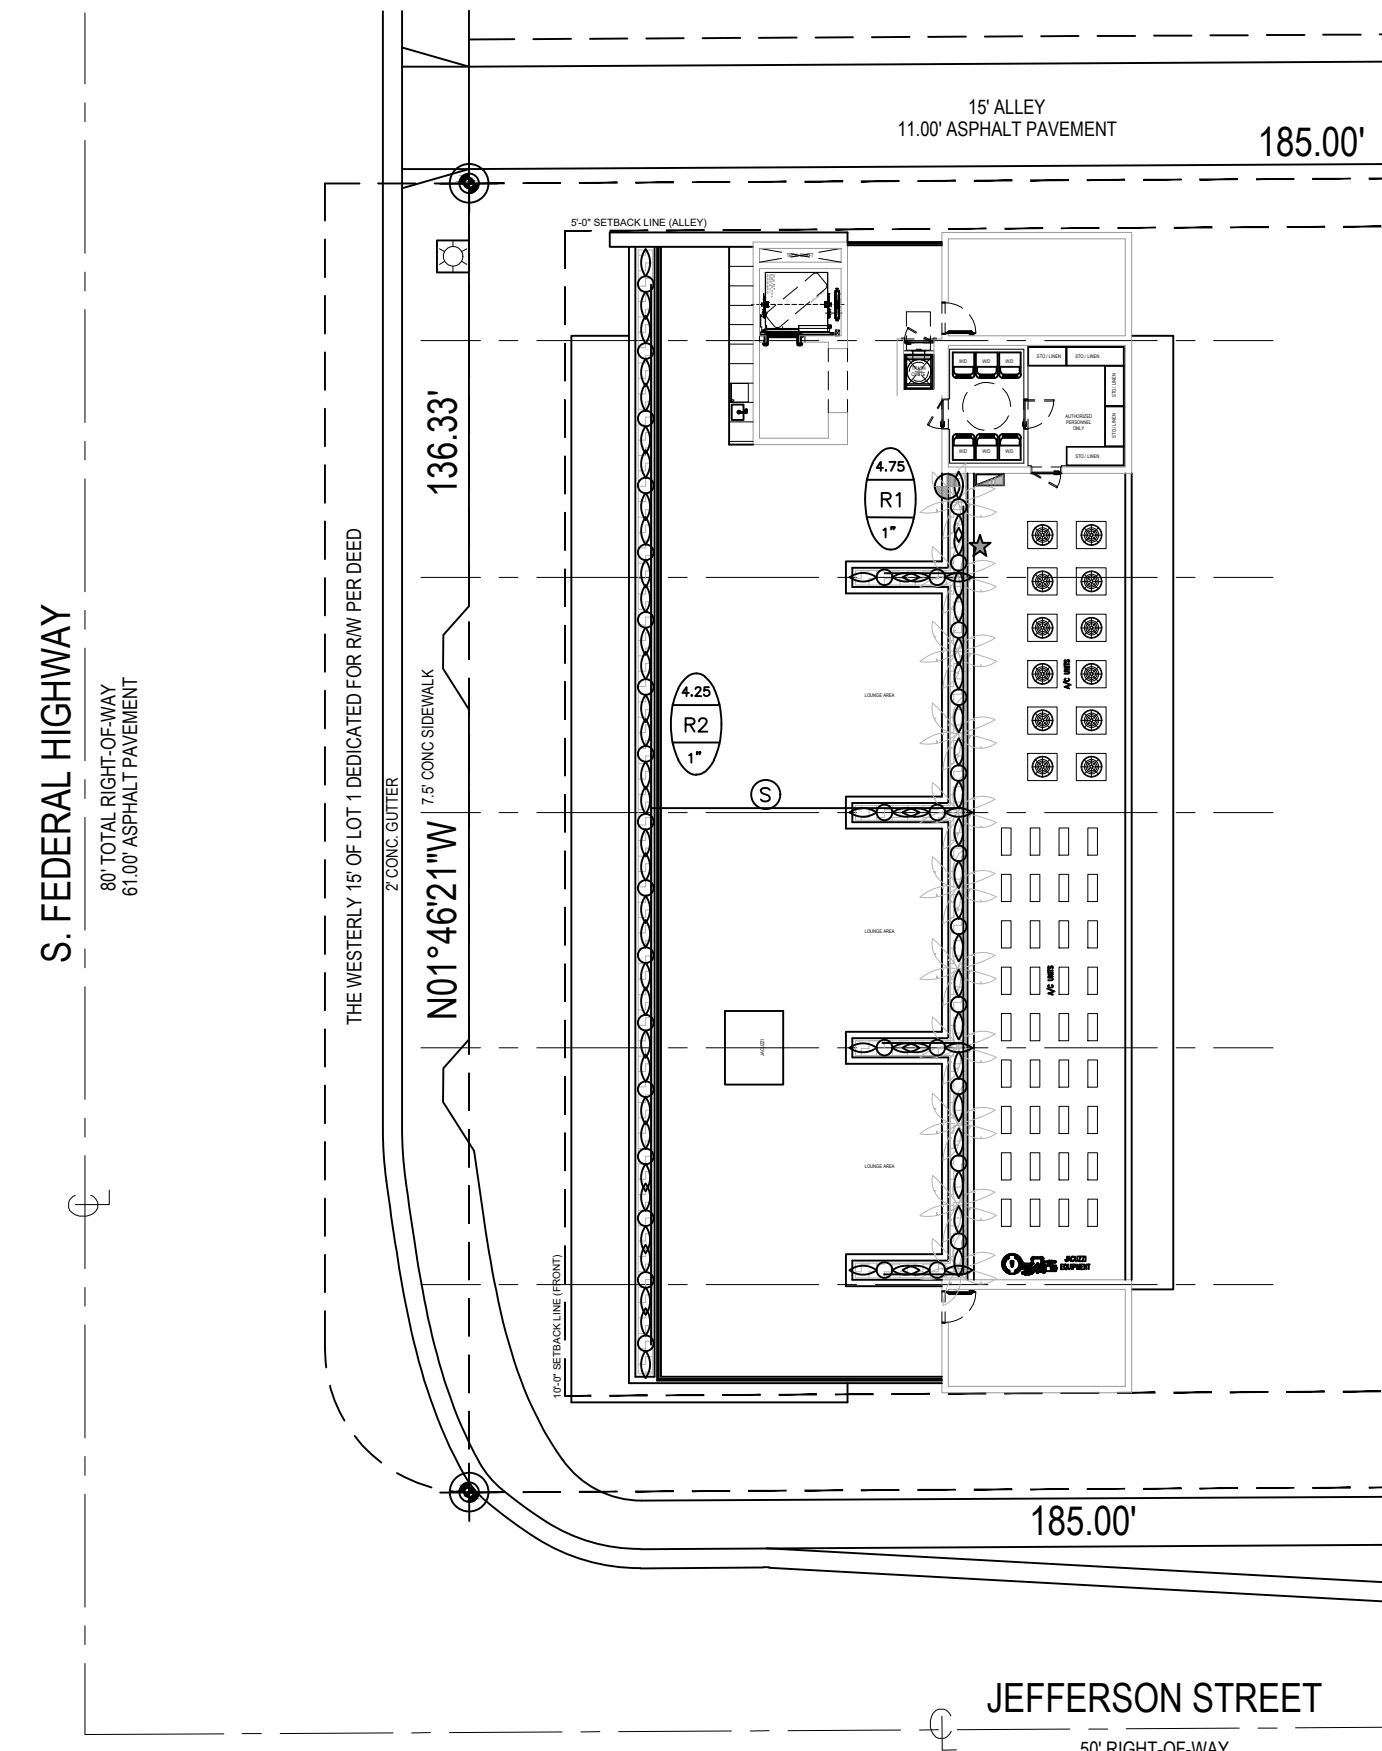 15' ALLEY
11.00' ASPHALT PAVEMENT
185.00'
5'-0" SETBACK LINE (ALLEY)
W/D W/D W/D
STO./ LINEN
STO./ LINEN
STO./ LINEN
STO./ LINEN
STO./ LINEN
AUTHORIZED
PERSONNEL
ONLY
W/D W/D W/D
136.33'
4.75
R1
1"
THE WESTERLY 15' OF LOT 1 DEDICATED FOR R/W PER DEED
S. FEDERAL HIGHWAY
80' TOTAL RIGHT-OF-WAY
61.00' ASPHALT PAVEMENT
2' CONC. GUTTER
7.5' CONC SIDEWALK
N01°46'21"W
4.25
R2
1"
LOUNGE AREA
A/C UNITS
S
LOUNGE AREA
A/C UNITS
JACUZZI
LOUNGE AREA
JACUZZI
EQUIPMENT
10'-0" SETBACK LINE (FRONT)
185.00'
JEFFERSON STREET
50' RIGHT-OF-WAY